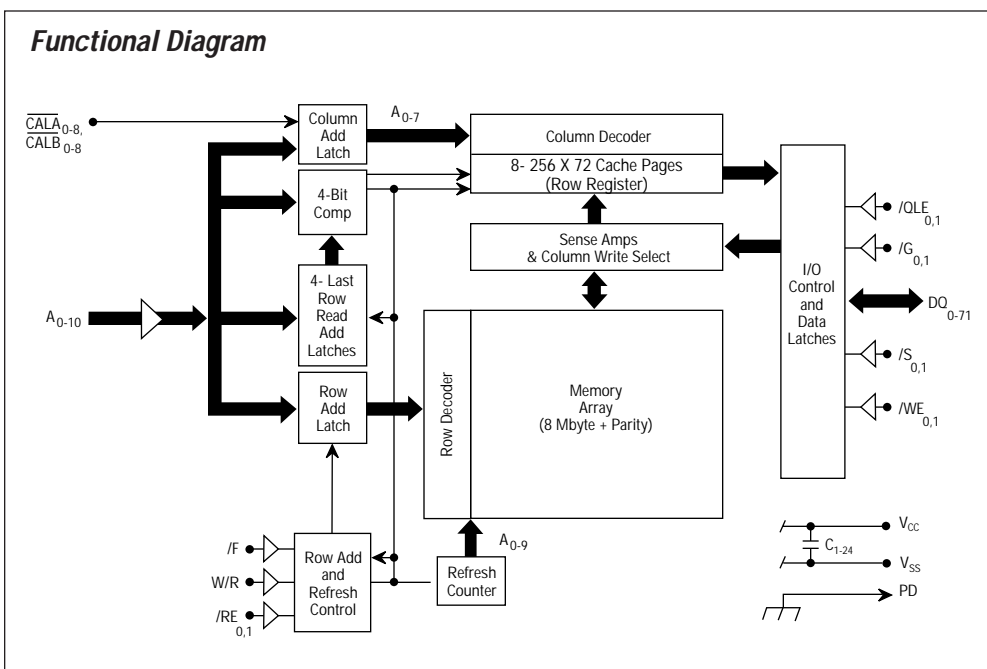 Functional Diagram
CALA0-8,
CALB0-8
Column
Add
Latch
A0-7
Column Decoder
8- 256 X 72 Cache Pages
(Row Register)
4-Bit
Comp
Sense Amps
& Column Write Select
4- Last
Row
Read
Add
Latches
A0-10
Row
Add
Latch
Row Decoder
Memory
Array
(8 Mbyte + Parity)
I/O
Control
and
Data
Latches
/QLE0,1
/G0,1
DQ0-71
/S0,1
/WE0,1
/F
W/R
/RE0,1
Row Add
and
Refresh
Control
A0-9
Refresh
Counter
VCC
C1-24
VSS
PD